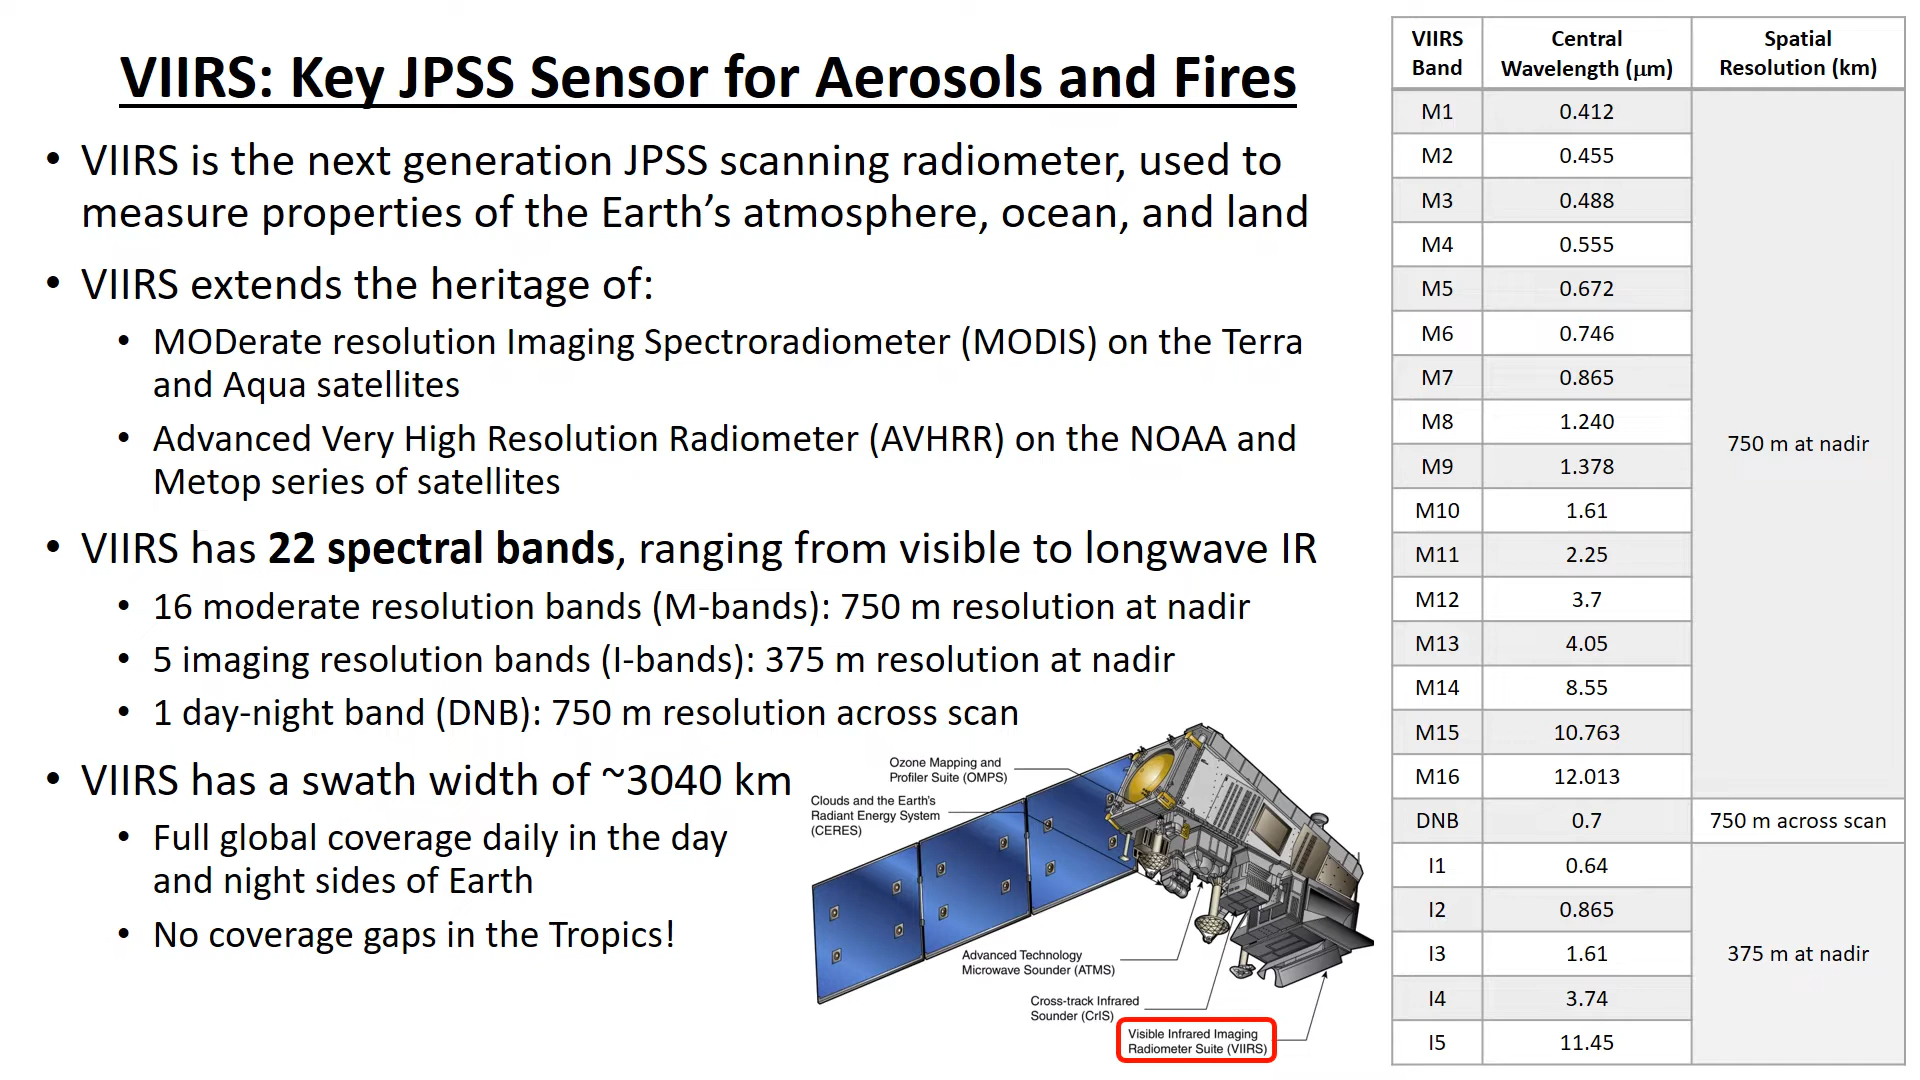 VIIRS: Key JPSS Sensor for Aerosols and Fires
• VIIRS is the next generation JPSS scanning radiometer, used to
measure properties of the Earth's atmosphere, ocean, and land
• VIIRS extends the heritage of:
• MODerate resolution Imaging Spectroradiometer (MODIS) on the Terra
and Aqua satellites
• Advanced Very High Resolution Radiometer (AVHRR) on the NOAA and
Metop series of satellites
• VIIRS has 22 spectral bands, ranging from visible to longwave IR
• 16 moderate resolution bands (M-bands): 750 m resolution at nadir
• 5 imaging resolution bands (I-bands): 375 m resolution at nadir
• 1 day-night band (DNB): 750 m resolution across scan
• VIIRS has a swath width of ~3040 km
• Full global coverage daily in the day
and night sides of Earth
• No coverage gaps in the Tropics!
Ozone Mapping and
Profiler Suite (OMPS)
Clouds and the Earth's
Radiant Energy System
(CERES)
Advanced Technology
Microwave Sounder (ATMS)
Cross-track Infrared
Sounder (CrIS)
Visible Infrared Imaging
Radiometer Suite (VIIRS)
VIIRS Band Central Wavelength (µm) Spatial Resolution (km)
M1 0.412
M2 0.455
M3 0.488
M4 0.555
M5 0.672
M6 0.746
M7 0.865
M8 1.240
750 m at nadir
M9 1.378
M10 1.61
M11 2.25
M12 3.7
M13 4.05
M14 8.55
M15 10.763
M16 12.013
DNB 0.7 750 m across scan
I1 0.64
I2 0.865
I3 1.61 375 m at nadir
I4 3.74
I5 11.45